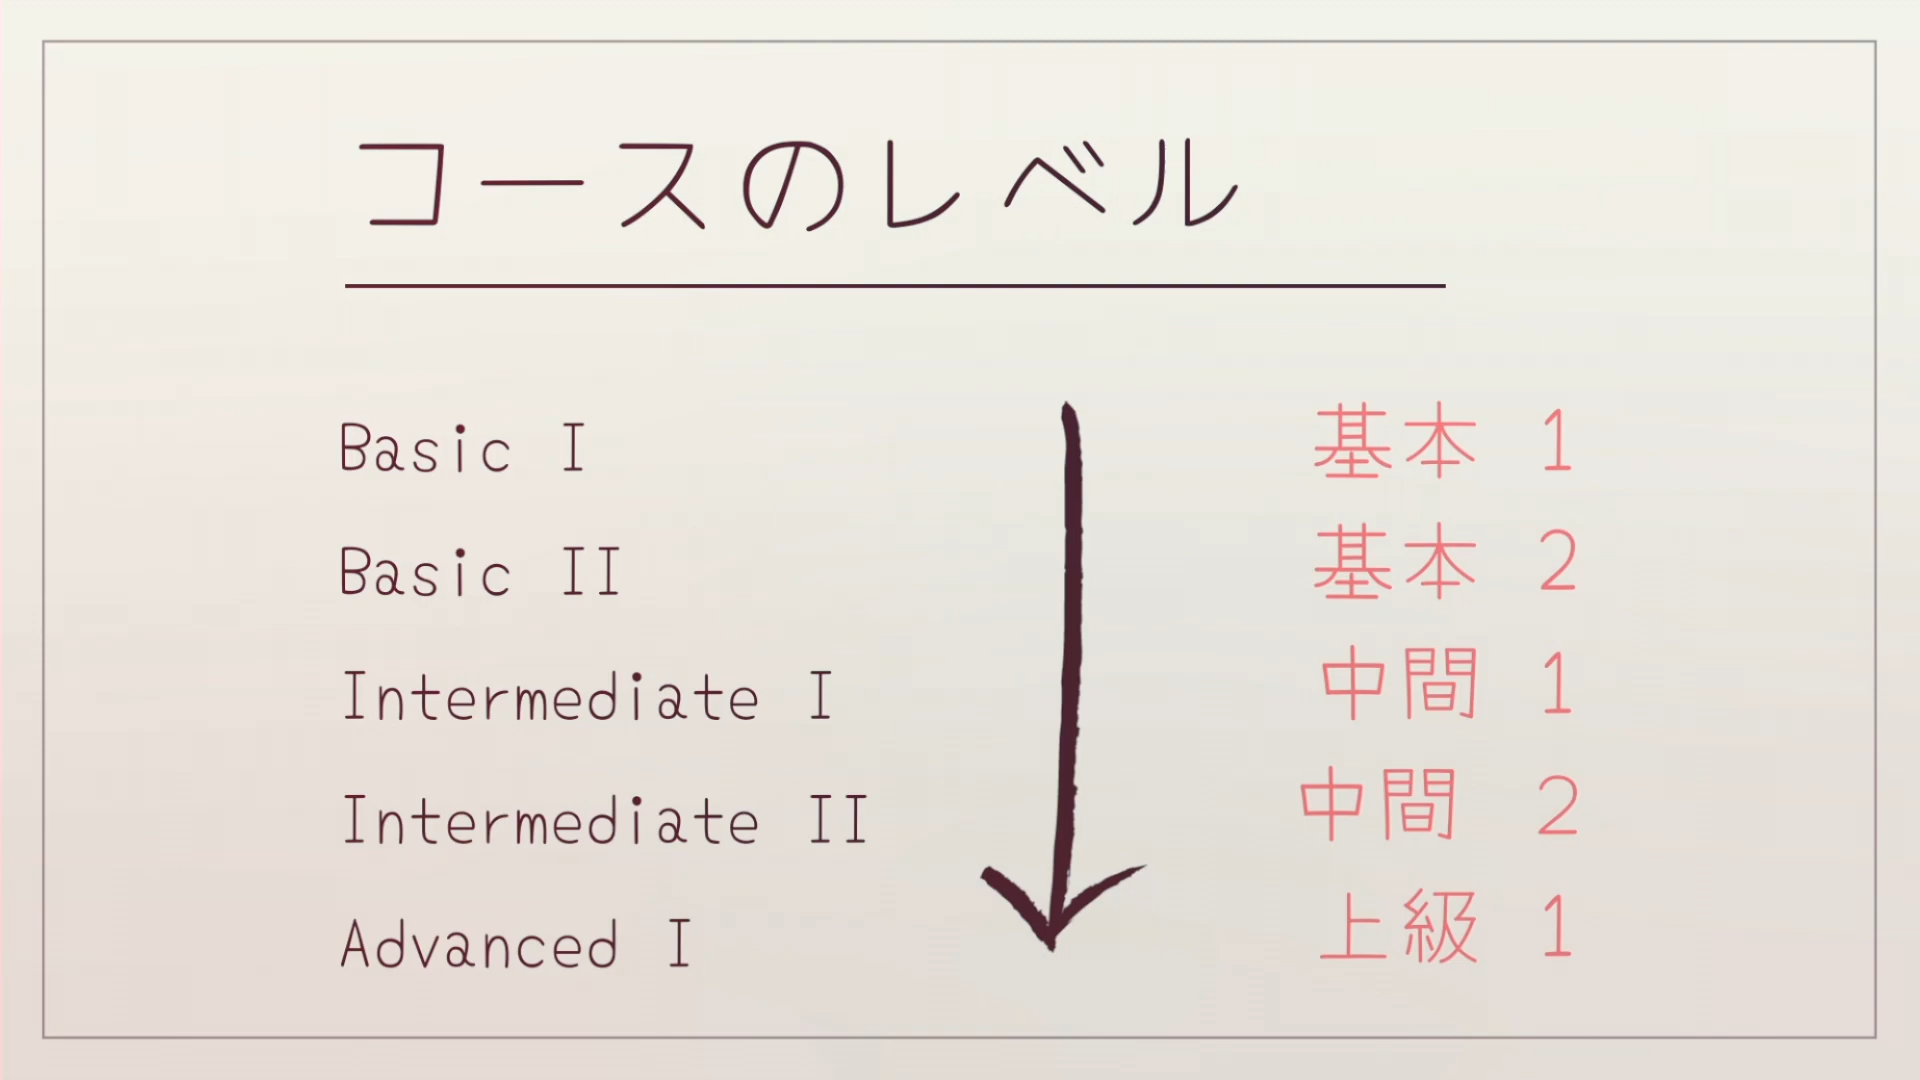 コースのレベル
Basic I 基本 1
Basic II 基本 2
Intermediate I 中間 1
Intermediate II 中間 2
Advanced I 上級 1